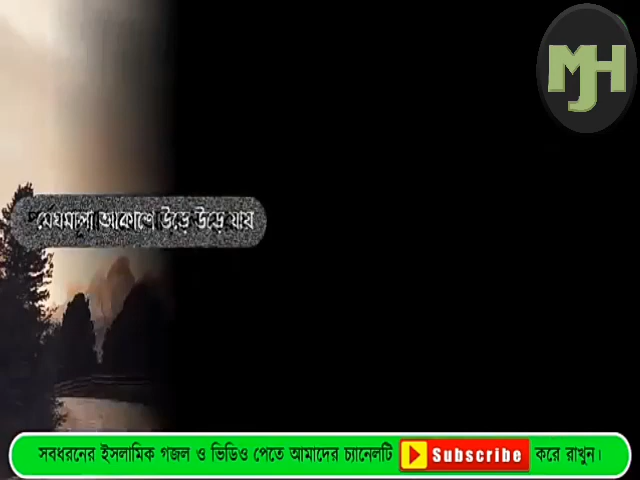 MJH
মেঘমালা আকাশে উড়ে উড়ে যায়
সবধরনের ইসলামিক গজল ও ভিডিও পেতে আমাদের চ্যানেলটি Subscribe করে রাখুন।